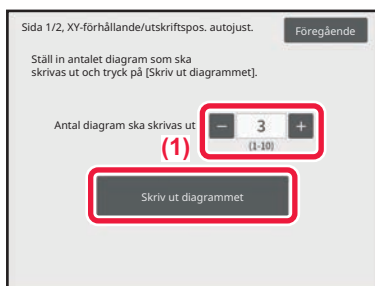 Sida 1/2, XY-förhållande/utskriftspos. autojust.
Föregående
Ställ in antalet diagram som ska
skrivas ut och tryck på [Skriv ut diagrammet].
Antal diagram ska skrivas ut
− 3 +
(1-10)
(1)
Skriv ut diagrammet